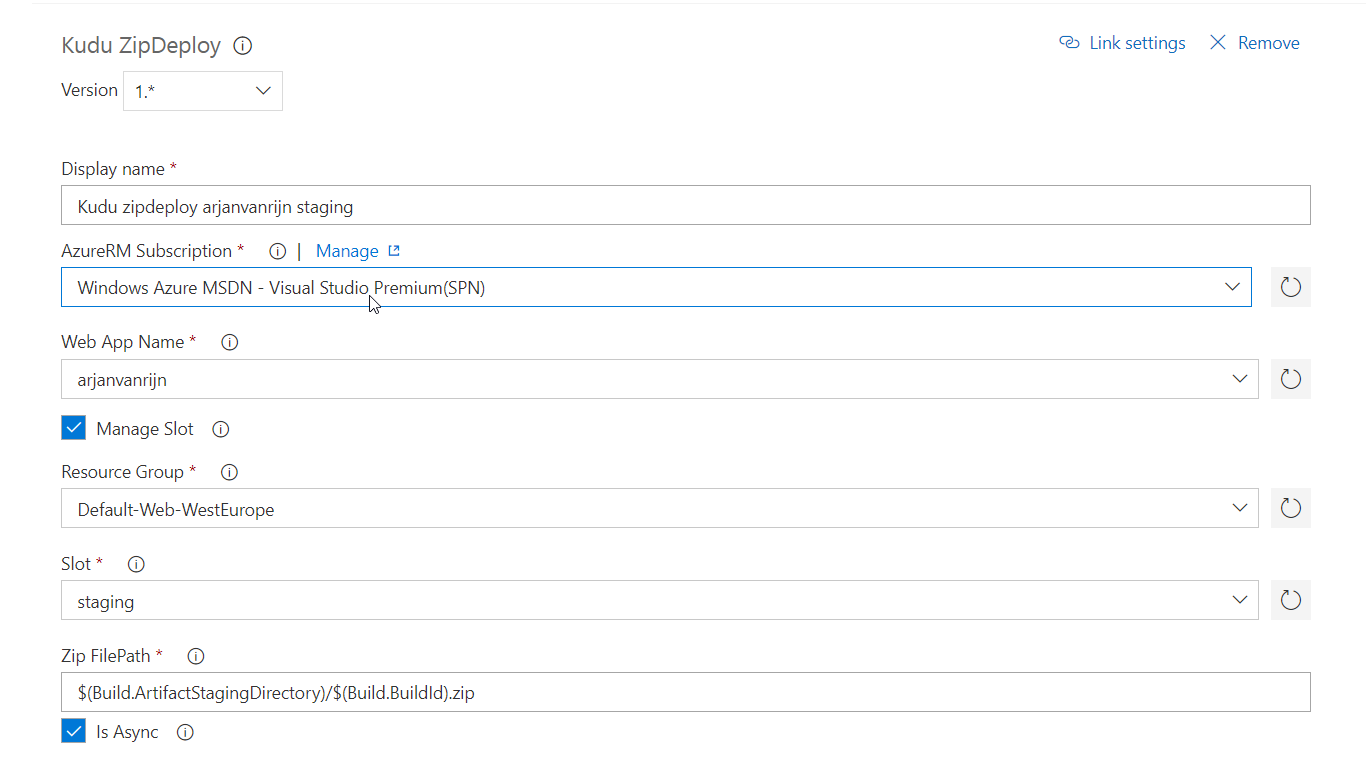 Kudu ZipDeploy
Link settings
Remove
Version 1.*
Display name *
Kudu zipdeploy arjanvanrijn staging
AzureRM Subscription * | Manage
Windows Azure MSDN - Visual Studio Premium(SPN)
Web App Name *
arjanvanrijn
Manage Slot
Resource Group *
Default-Web-WestEurope
Slot *
staging
Zip FilePath *
$(Build.ArtifactStagingDirectory)/$(Build.BuildId).zip
Is Async